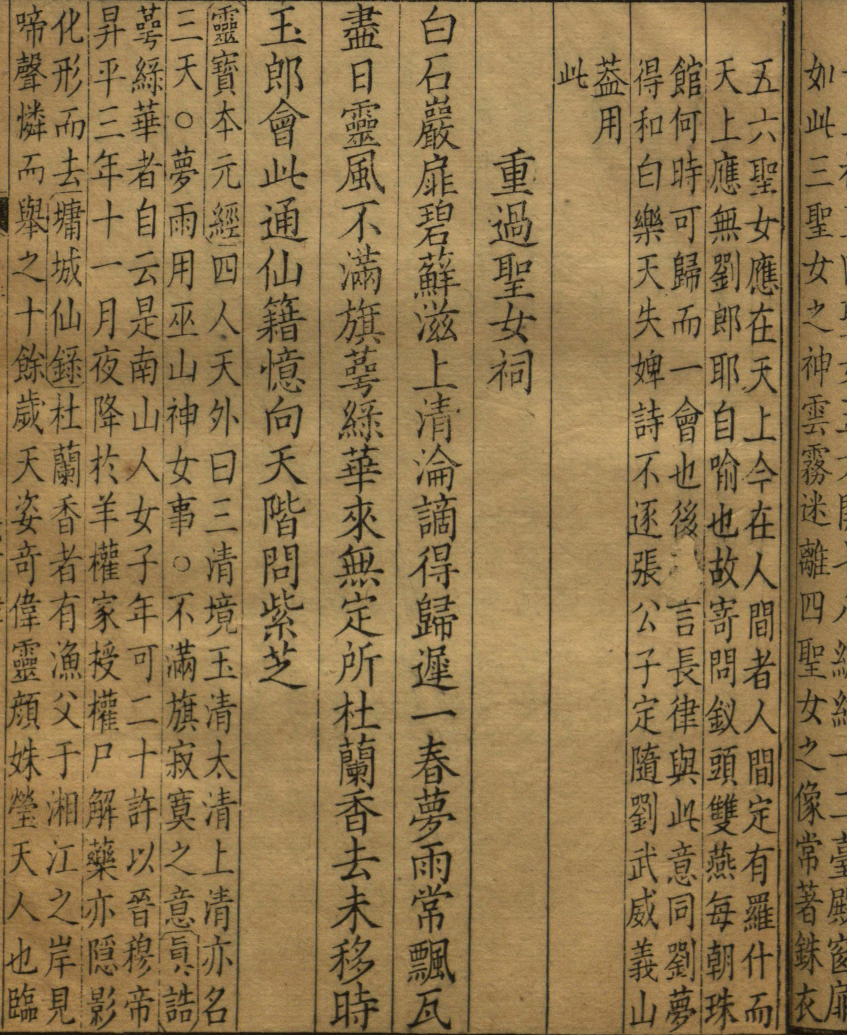 如此三聖女之神雲霧迷離四聖女之像常著銖衣
五六聖女應在天上今在人間者人間定有羅什而
天上應無劉郎耶自喻也故寄問釵頭雙燕每朝珠
館何時可歸而一會也後言長律與此意同劉夢
得和白樂天失婢詩不逐張公子定隨劉武威義山
葢用
此
重過聖女祠
白石巖扉碧蘚滋上清淪謫得歸遲一春夢雨常飄瓦
盡日靈風不滿旗萼綠華來無定所杜蘭香去未移時
玉郎會此通仙籍憶向天階問紫芝
靈寶本元經四人天外曰三清境玉清太清上清亦名
三天○夢雨用巫山神女事○不滿旗寂寞之意眞誥
萼綠華者自云是南山人女子年可二十許以晉穆帝
昇平三年十一月夜降於羊權家授權尸解藥亦隱影
化形而去墉城仙錄杜蘭香者有漁父于湘江之岸見
啼聲憐而舉之十餘歲天姿奇偉靈顏姝瑩天人也臨